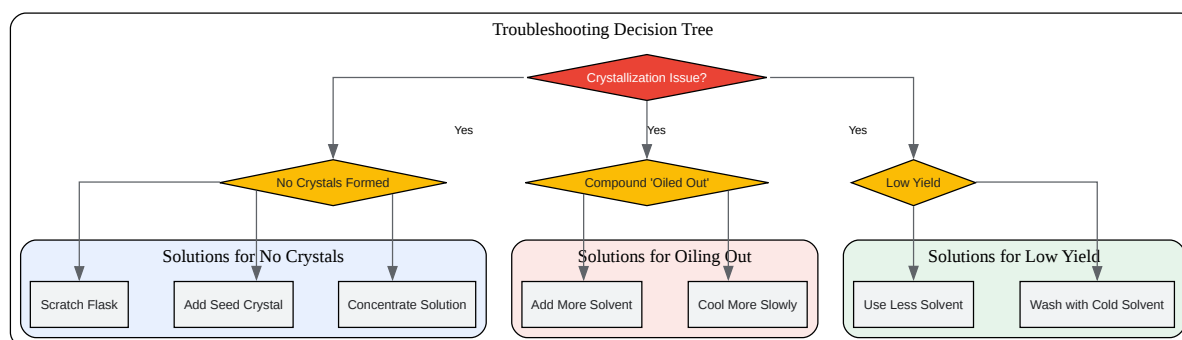 Troubleshooting Decision Tree
Crystallization Issue?
Yes
Yes
Yes
No Crystals Formed
Compound 'Oiled Out'
Low Yield
Solutions for No Crystals
Solutions for Oiling Out
Solutions for Low Yield
Scratch Flask
Add Seed Crystal
Concentrate Solution
Add More Solvent
Cool More Slowly
Use Less Solvent
Wash with Cold Solvent